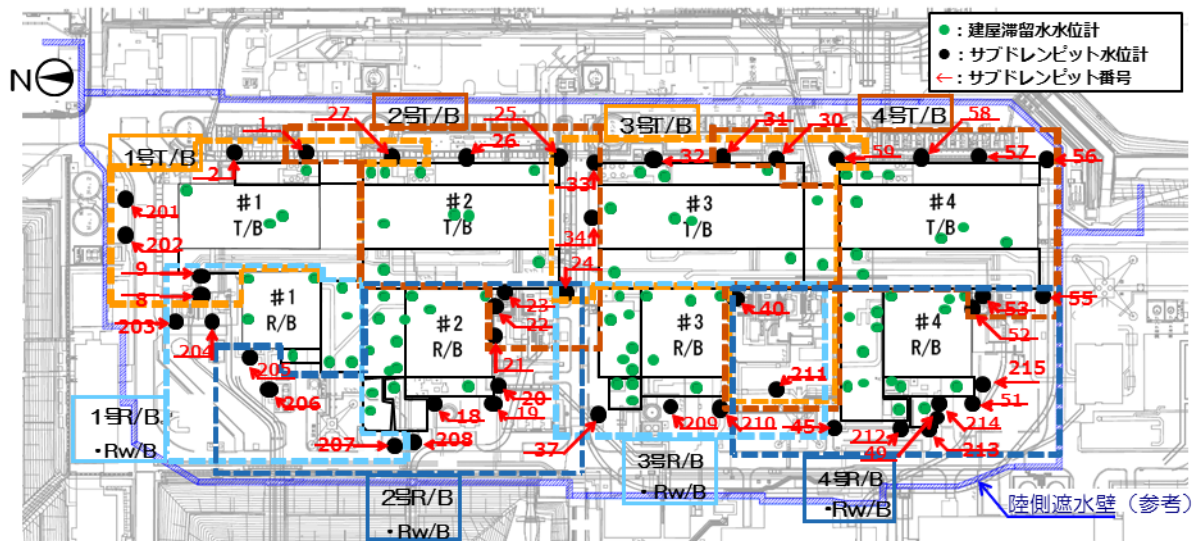 ●：建屋滞留水水位計
●：サブドレンピット水位計
←：サブドレンピット番号
N
1号T/B
2号T/B
3号T/B
4号T/B
1
27
25
26
31
30
58
2
32
59
57
56
33
201
202
34
#1
T/B
#2
T/B
#3
T/B
#4
T/B
9
8
24
23
22
21
40
53
55
52
203
204
#1
R/B
#2
R/B
#3
R/B
#4
R/B
205
206
211
215
20
18
19
51
207
208
37
209
210
45
212
49
214
213
1号R/B
・Rw/B
2号R/B
・Rw/B
3号R/B
・Rw/B
4号R/B
・Rw/B
陸側遮水壁（参考）